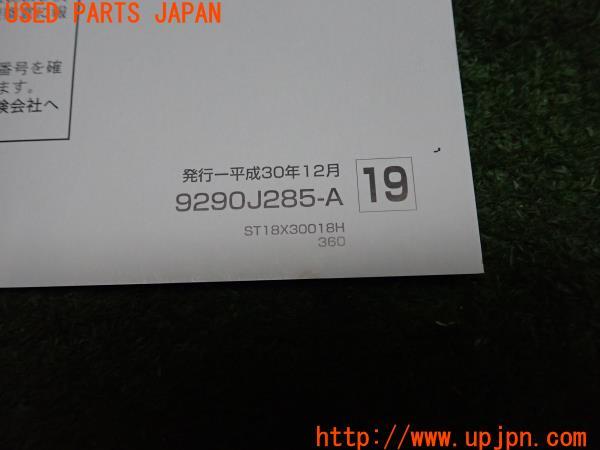 USED PARTS JAPAN
番号を確
ます。
険会社へ
発行ー平成30年12月
9290J285-A
19
ST18X30018H
360
http://www.upjpn.com